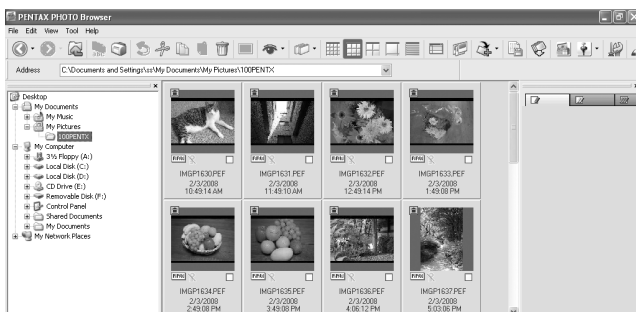 PENTAX PHOTO Browser
File Edit View Tool Help
Address C:\Documents and Settings\ss\My Documents\My Pictures\100PENTX
Desktop
My Documents
My Music
My Pictures
100PENTX
My Computer
3½ Floppy (A:)
Local Disk (C:)
Local Disk (D:)
CD Drive (E:)
Removable Disk (F:)
Control Panel
Shared Documents
My Documents
My Network Places
IMGP1630.PEF
2/3/2008
10:49:14 AM
IMGP1631.PEF
2/3/2008
11:49:10 AM
IMGP1632.PEF
2/3/2008
12:49:14 PM
IMGP1633.PEF
2/3/2008
1:49:08 PM
IMGP1634.PEF
2/3/2008
2:49:08 PM
IMGP1635.PEF
2/3/2008
3:49:08 PM
IMGP1636.PEF
2/3/2008
4:06:12 PM
IMGP1637.PEF
2/3/2008
5:03:06 PM